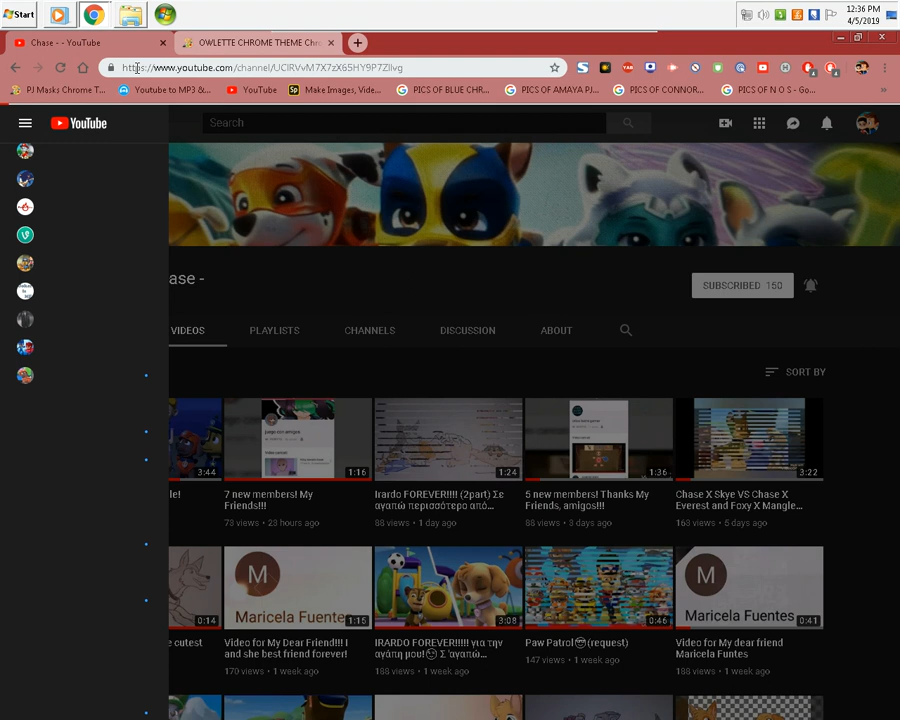 Start
12:36 PM
4/5/2019
Chase - - YouTube
OWLETTE CHROME THEME Chr
https://www.youtube.com/channel/UClRVvM7X7zX65HY9P7ZIlvg
PJ Masks Chrome T...
Youtube to MP3 &...
YouTube
Sp Make Images, Vide...
PICS OF BLUE CHR...
PICS OF AMAYA PJ...
PICS OF CONNOR...
PICS OF N O S - Go...
YouTube
Search
ase -
SUBSCRIBED 150
VIDEOS
PLAYLISTS
CHANNELS
DISCUSSION
ABOUT
SORT BY
3:44
1:16
1:24
1:36
3:22
le!
7 new members! My
Friends!!!
73 views • 23 hours ago
Irardo FOREVER!!!! (2part) Σε
αγαπώ περισσότερο από...
88 views • 1 day ago
5 new members! Thanks My
Friends, amigos!!!
88 views • 3 days ago
Chase X Skye VS Chase X
Everest and Foxy X Mangle...
163 views • 5 days ago
0:14
M
Maricela Fuentes
1:15
3:08
0:46
M
Maricela Fuentes
0:41
e cutest
Video for My Dear Friend!!! I
and she best friend forever!
170 views • 1 week ago
IRARDO FOREVER!!!!! για την
αγάπη μου!😉 Σ 'αγαπώ...
188 views • 1 week ago
Paw Patrol😎(request)
147 views • 1 week ago
Video for My dear friend
Maricela Funtes
188 views • 1 week ago